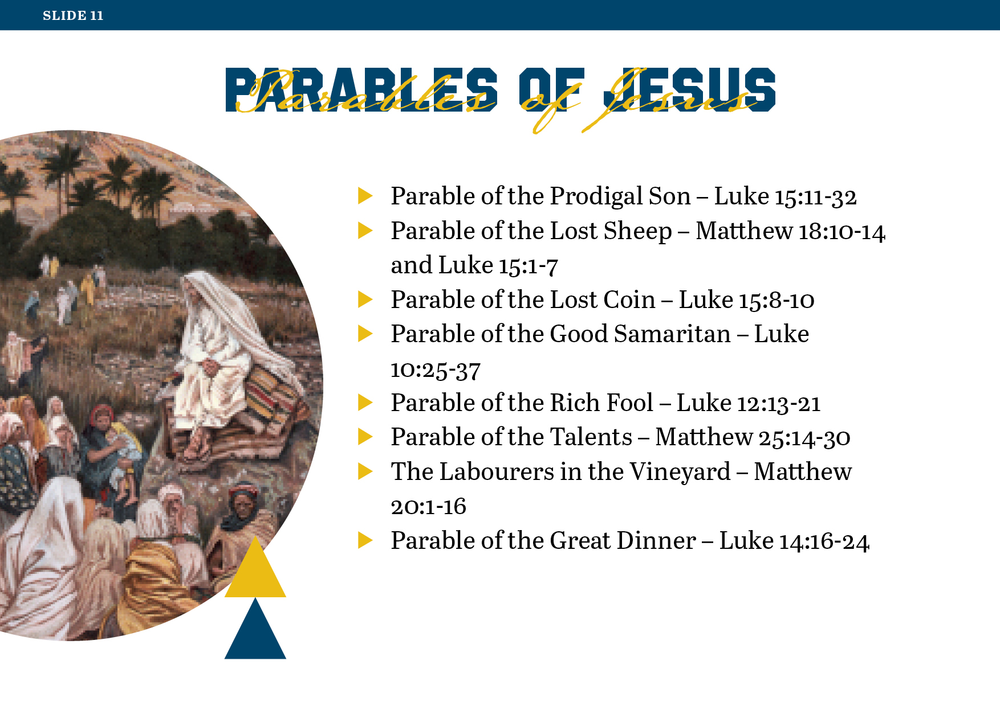 SLIDE 11
PARABLES OF JESUS
Parables of Jesus
Parable of the Prodigal Son – Luke 15:11-32
Parable of the Lost Sheep – Matthew 18:10-14
and Luke 15:1-7
Parable of the Lost Coin – Luke 15:8-10
Parable of the Good Samaritan – Luke
10:25-37
Parable of the Rich Fool – Luke 12:13-21
Parable of the Talents – Matthew 25:14-30
The Labourers in the Vineyard – Matthew
20:1-16
Parable of the Great Dinner – Luke 14:16-24